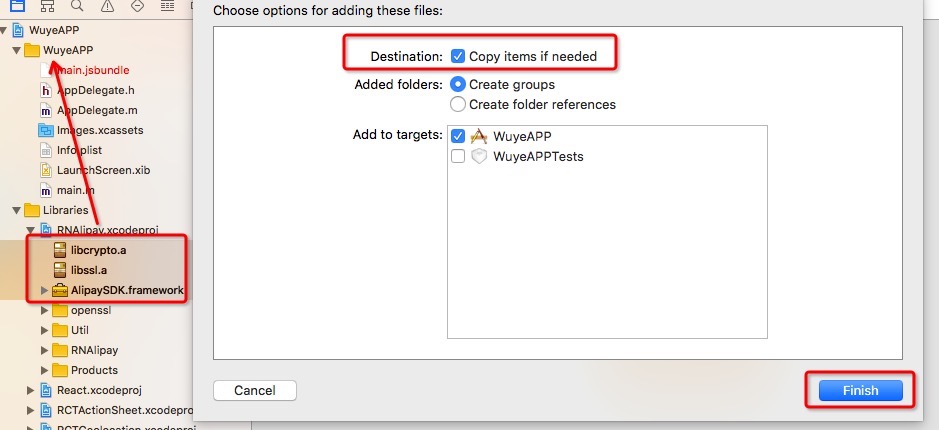 WuyeAPP
WuyeAPP
main.jsbundle
AppDelegate.h
AppDelegate.m
Images.xcassets
Info.plist
LaunchScreen.xib
main.m
Libraries
RNAlipay.xcodeproj
libcrypto.a
libssl.a
AlipaySDK.framework
openssl
Util
RNAlipay
Products
React.xcodeproj
RCTActionSheet.xcodepro
RCTGeolocation.xcodepro
Choose options for adding these files:
Destination: Copy items if needed
Added folders: Create groups
Create folder references
Add to targets: WuyeAPP
WuyeAPPTests
Cancel
Finish